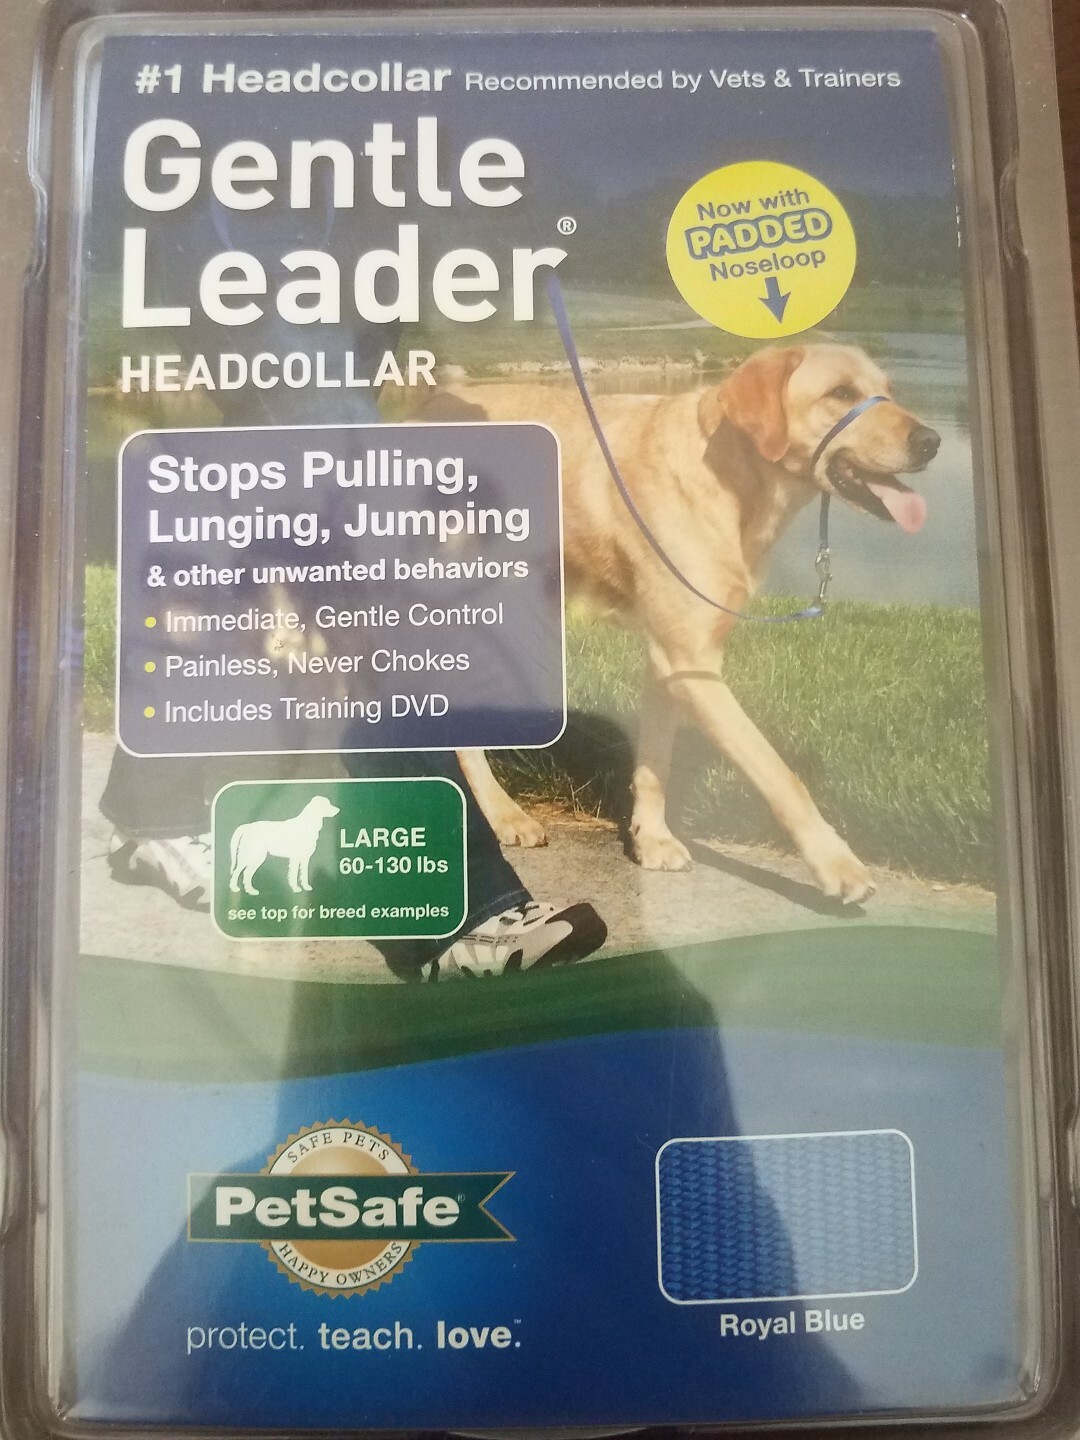 #1 Headcollar Recommended by Vets & Trainers
Gentle
Leader®
HEADCOLLAR
Now with
PADDED
Noseloop
Stops Pulling,
Lunging, Jumping
& other unwanted behaviors
• Immediate, Gentle Control
• Painless, Never Chokes
• Includes Training DVD
LARGE
60-130 lbs
see top for breed examples
SAFE PETS
PetSafe®
HAPPY OWNERS
protect. teach. love.™
Royal Blue